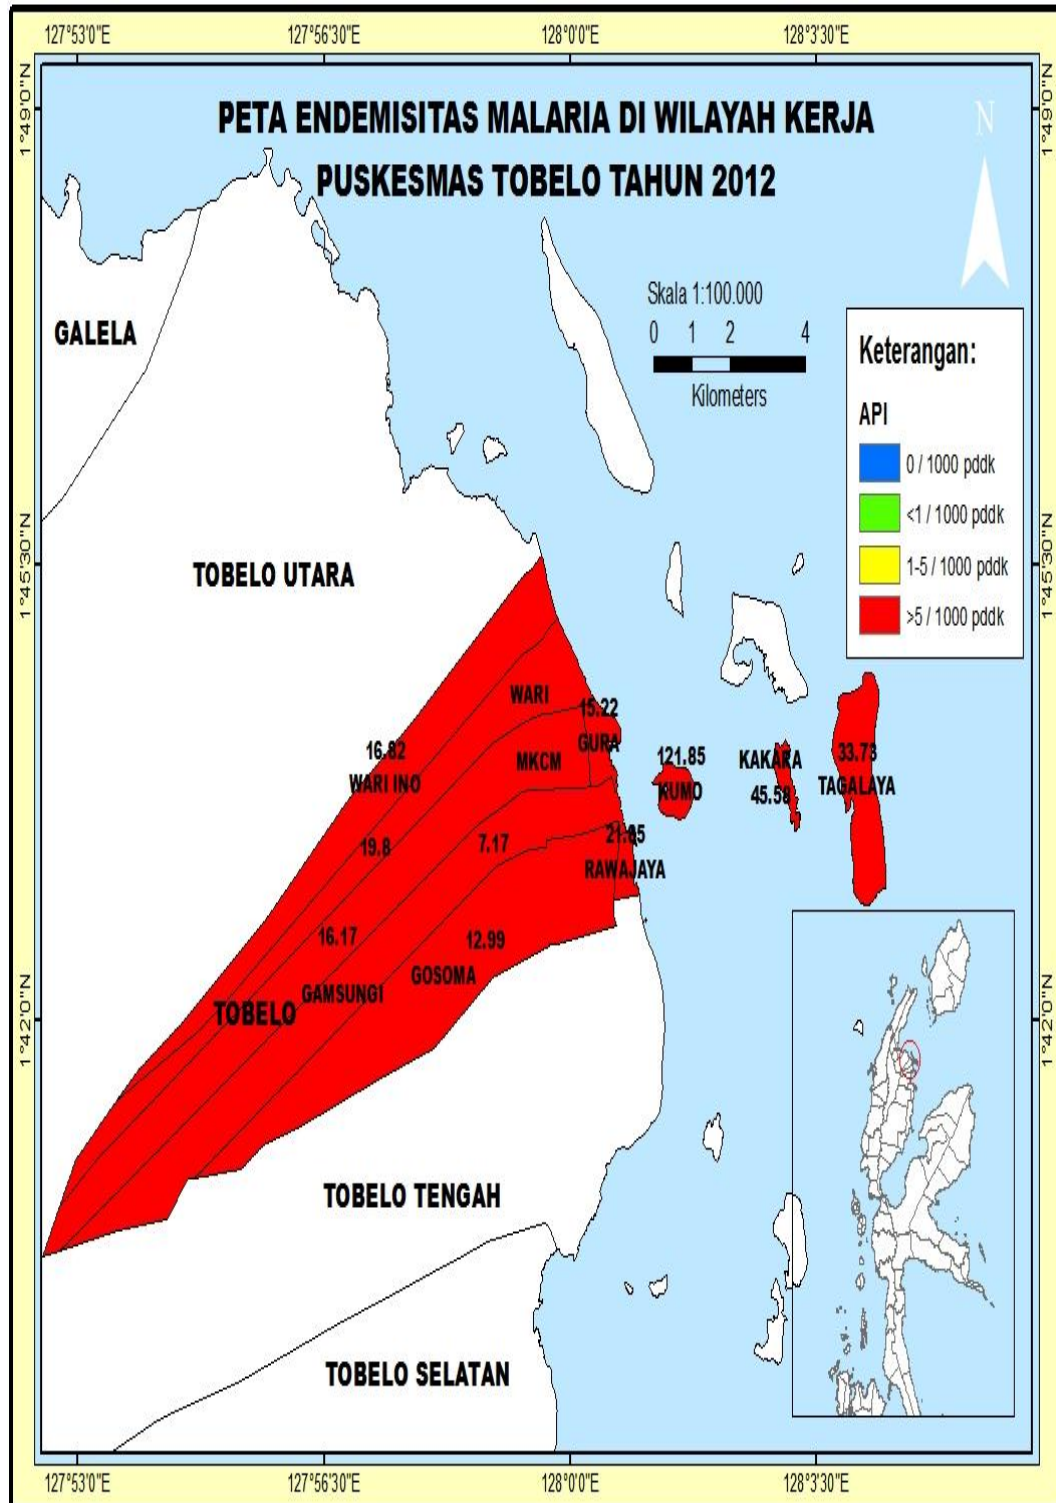 127°53'0"E 127°56'30"E 128°0'0"E 128°3'30"E
1°49'0"N 1°49'0"N
PETA ENDEMISITAS MALARIA DI WILAYAH KERJA
PUSKESMAS TOBELO TAHUN 2012
N
Skala 1:100.000
0 1 2 4
Kilometers
GALELA
Keterangan:
API
0 / 1000 pddk
<1 / 1000 pddk
1-5 / 1000 pddk
>5 / 1000 pddk
1°45'30"N 1°45'30"N
TOBELO UTARA
WARI
15.22
GURA
16.82
WARI INO
MKCM
121.85
KUMO
KAKARA
45.58
33.73
TAGALAYA
19.8
7.17
RAWAJAYA
16.17
12.99
GAMSUNGI
GOSOMA
TOBELO
1°42'0"N 1°42'0"N
TOBELO TENGAH
TOBELO SELATAN
127°53'0"E 127°56'30"E 128°0'0"E 128°3'30"E